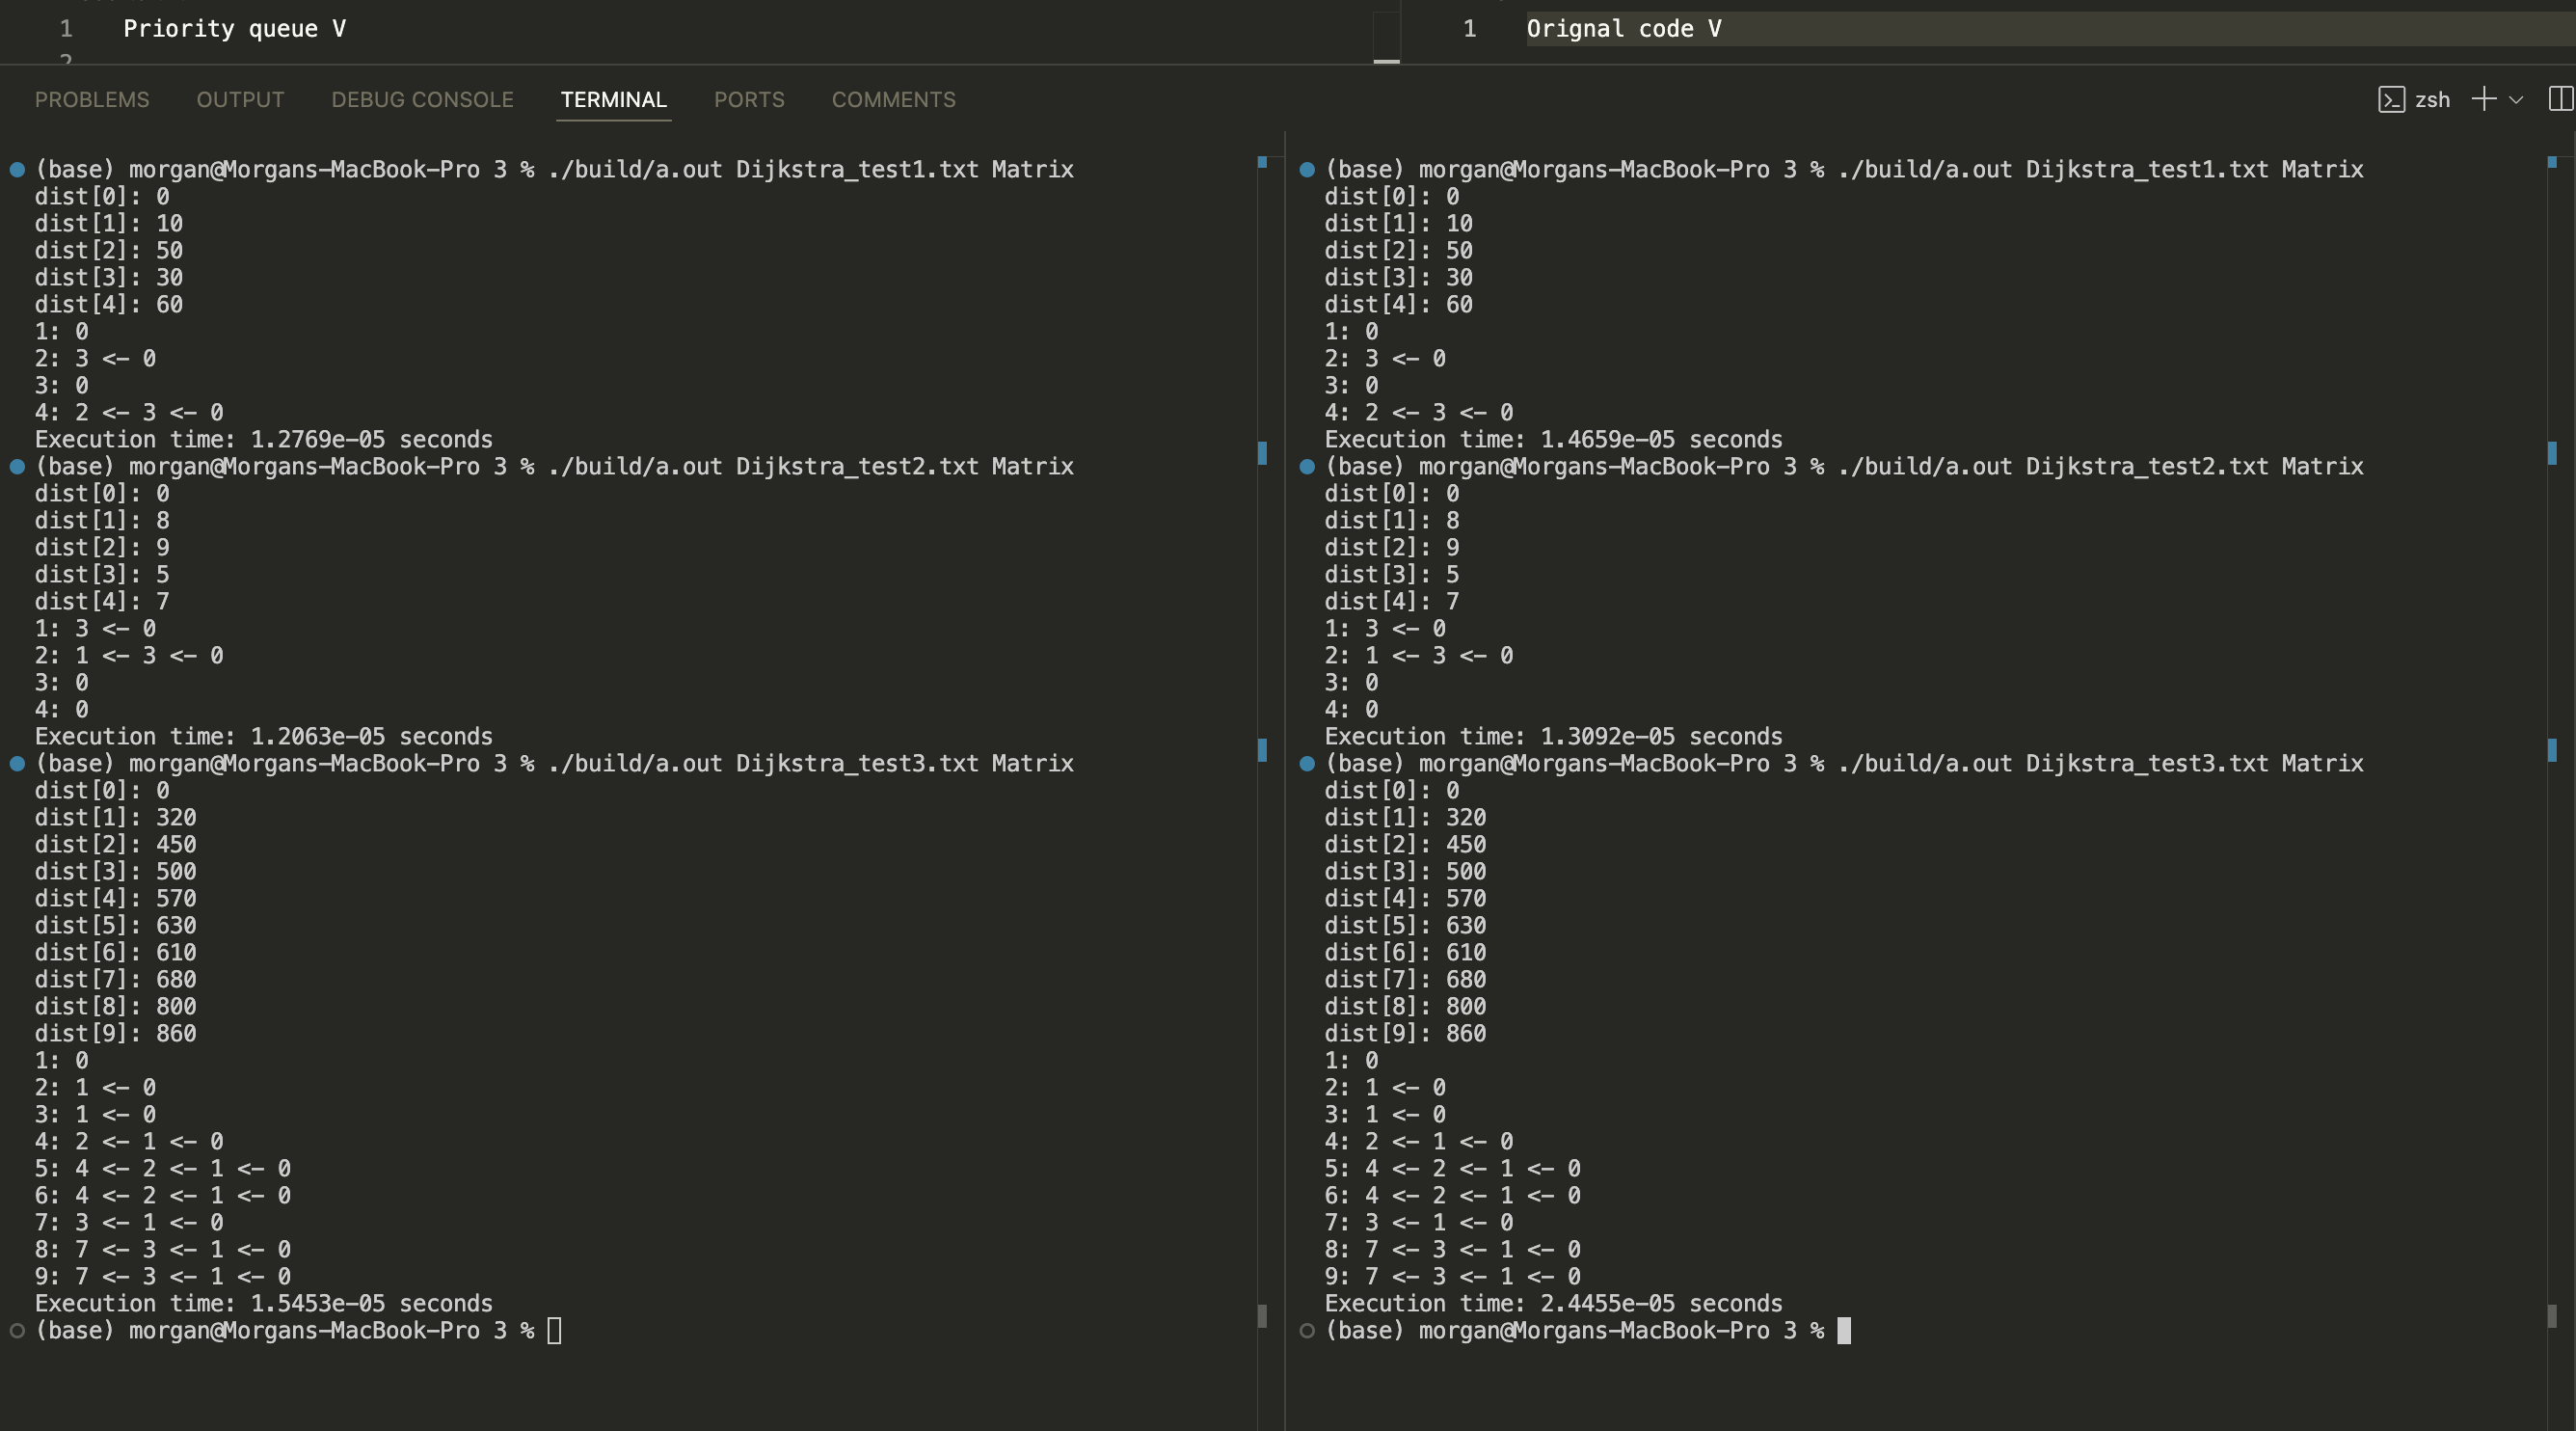 1 Priority queue V
2
1 Orignal code V
PROBLEMS OUTPUT DEBUG CONSOLE TERMINAL PORTS COMMENTS
zsh
(base) morgan@Morgans-MacBook-Pro 3 % ./build/a.out Dijkstra_test1.txt Matrix
dist[0]: 0
dist[1]: 10
dist[2]: 50
dist[3]: 30
dist[4]: 60
1: 0
2: 3 <- 0
3: 0
4: 2 <- 3 <- 0
Execution time: 1.2769e-05 seconds
(base) morgan@Morgans-MacBook-Pro 3 % ./build/a.out Dijkstra_test2.txt Matrix
dist[0]: 0
dist[1]: 8
dist[2]: 9
dist[3]: 5
dist[4]: 7
1: 3 <- 0
2: 1 <- 3 <- 0
3: 0
4: 0
Execution time: 1.2063e-05 seconds
(base) morgan@Morgans-MacBook-Pro 3 % ./build/a.out Dijkstra_test3.txt Matrix
dist[0]: 0
dist[1]: 320
dist[2]: 450
dist[3]: 500
dist[4]: 570
dist[5]: 630
dist[6]: 610
dist[7]: 680
dist[8]: 800
dist[9]: 860
1: 0
2: 1 <- 0
3: 1 <- 0
4: 2 <- 1 <- 0
5: 4 <- 2 <- 1 <- 0
6: 4 <- 2 <- 1 <- 0
7: 3 <- 1 <- 0
8: 7 <- 3 <- 1 <- 0
9: 7 <- 3 <- 1 <- 0
Execution time: 1.5453e-05 seconds
(base) morgan@Morgans-MacBook-Pro 3 %
(base) morgan@Morgans-MacBook-Pro 3 % ./build/a.out Dijkstra_test1.txt Matrix
dist[0]: 0
dist[1]: 10
dist[2]: 50
dist[3]: 30
dist[4]: 60
1: 0
2: 3 <- 0
3: 0
4: 2 <- 3 <- 0
Execution time: 1.4659e-05 seconds
(base) morgan@Morgans-MacBook-Pro 3 % ./build/a.out Dijkstra_test2.txt Matrix
dist[0]: 0
dist[1]: 8
dist[2]: 9
dist[3]: 5
dist[4]: 7
1: 3 <- 0
2: 1 <- 3 <- 0
3: 0
4: 0
Execution time: 1.3092e-05 seconds
(base) morgan@Morgans-MacBook-Pro 3 % ./build/a.out Dijkstra_test3.txt Matrix
dist[0]: 0
dist[1]: 320
dist[2]: 450
dist[3]: 500
dist[4]: 570
dist[5]: 630
dist[6]: 610
dist[7]: 680
dist[8]: 800
dist[9]: 860
1: 0
2: 1 <- 0
3: 1 <- 0
4: 2 <- 1 <- 0
5: 4 <- 2 <- 1 <- 0
6: 4 <- 2 <- 1 <- 0
7: 3 <- 1 <- 0
8: 7 <- 3 <- 1 <- 0
9: 7 <- 3 <- 1 <- 0
Execution time: 2.4455e-05 seconds
(base) morgan@Morgans-MacBook-Pro 3 %